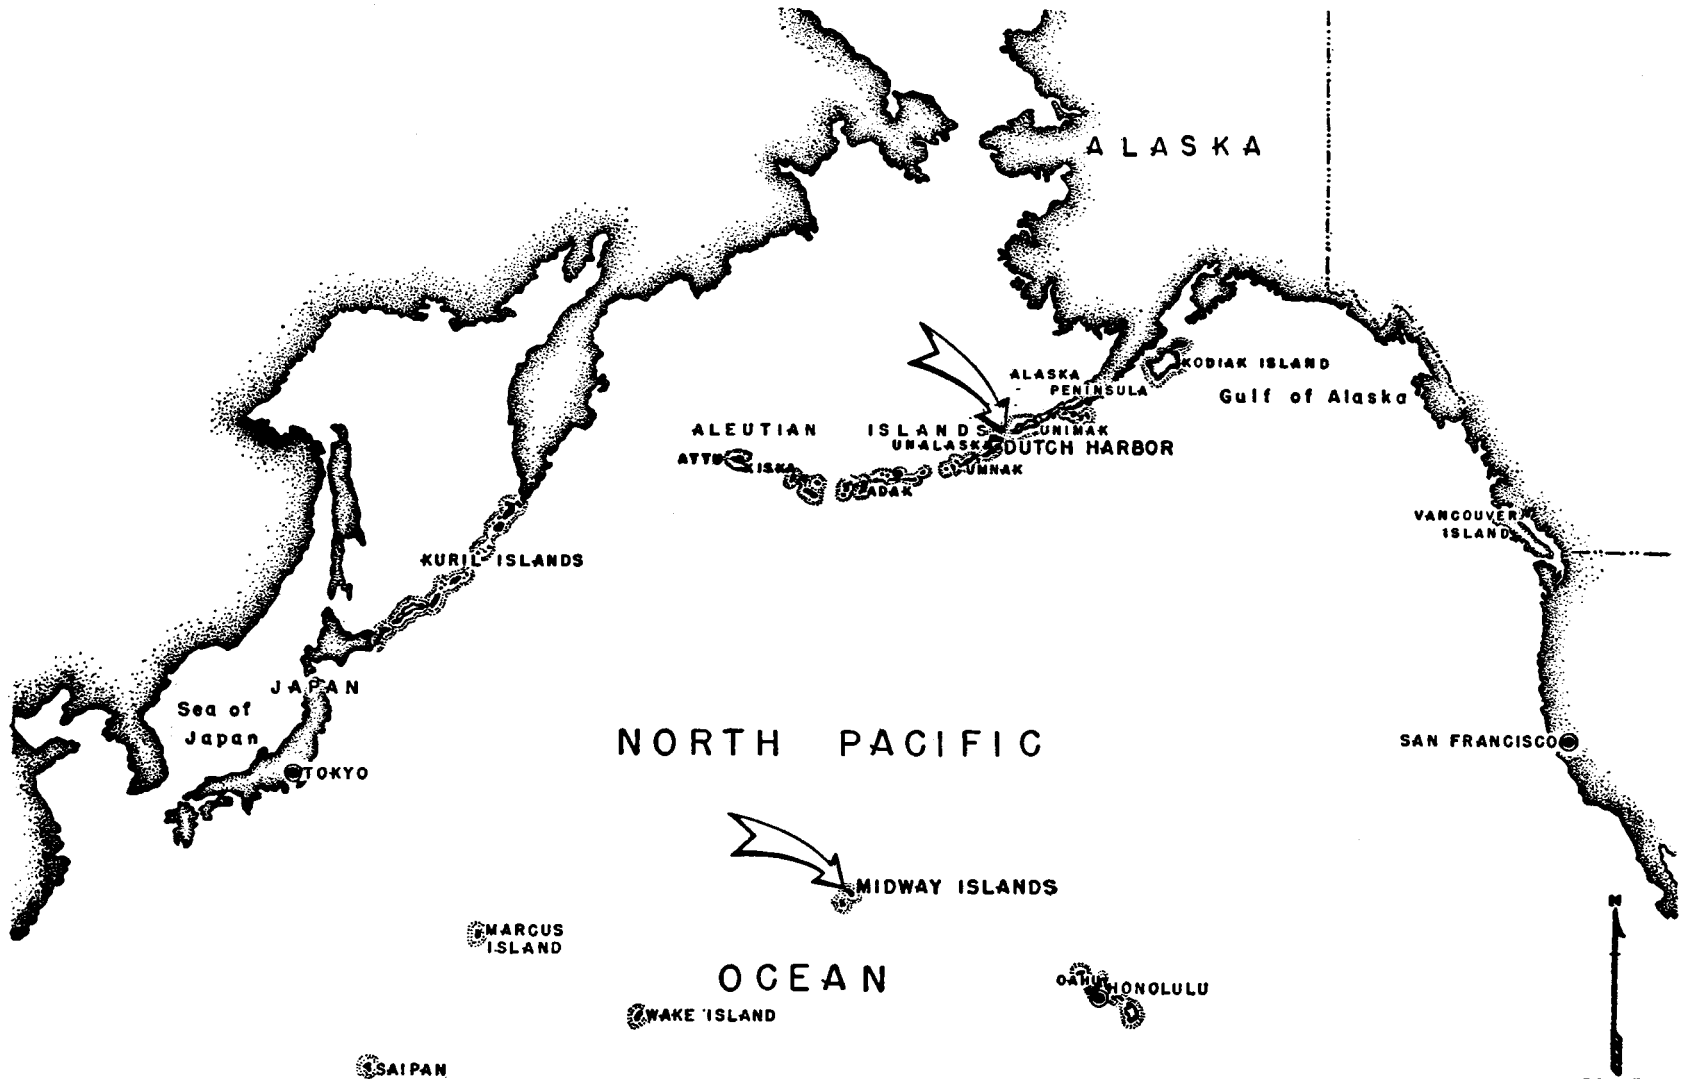 ALASKA
KODIAK ISLAND
ALASKA
PENINSULA
Gulf of Alaska
ALEUTIAN ISLANDS
UNIMAK
UNALASKA
DUTCH HARBOR
ATTU
KISKA
UMNAK
ADAK
VANCOUVER
ISLAND
KURIL ISLANDS
JAPAN
Sea of
Japan
NORTH PACIFIC
SAN FRANCISCO
TOKYO
MIDWAY ISLANDS
N
MARCUS
ISLAND
OCEAN
OAHU
HONOLULU
WAKE ISLAND
SAIPAN